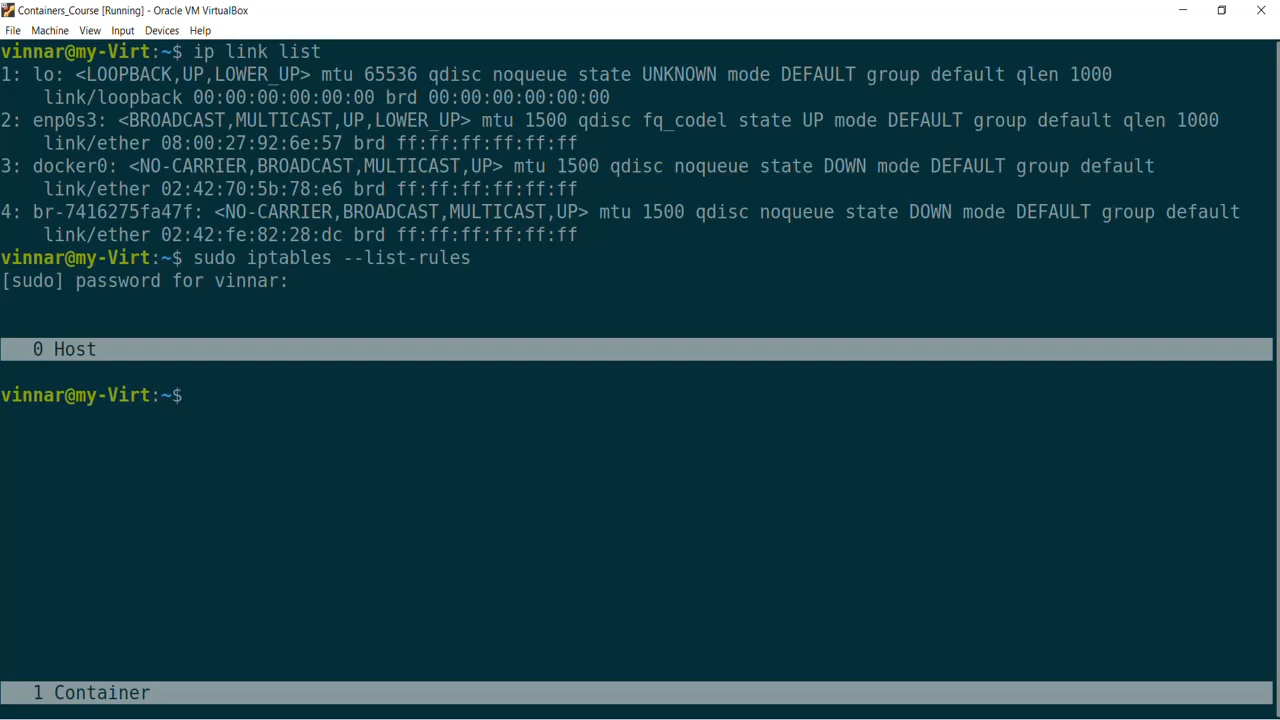 Containers_Course [Running] - Oracle VM VirtualBox
File Machine View Input Devices Help
vinnar@my-Virt:~$ ip link list
1: lo: <LOOPBACK,UP,LOWER_UP> mtu 65536 qdisc noqueue state UNKNOWN mode DEFAULT group default qlen 1000
    link/loopback 00:00:00:00:00:00 brd 00:00:00:00:00:00
2: enp0s3: <BROADCAST,MULTICAST,UP,LOWER_UP> mtu 1500 qdisc fq_codel state UP mode DEFAULT group default qlen 1000
    link/ether 08:00:27:92:6e:57 brd ff:ff:ff:ff:ff:ff
3: docker0: <NO-CARRIER,BROADCAST,MULTICAST,UP> mtu 1500 qdisc noqueue state DOWN mode DEFAULT group default
    link/ether 02:42:70:5b:78:e6 brd ff:ff:ff:ff:ff:ff
4: br-7416275fa47f: <NO-CARRIER,BROADCAST,MULTICAST,UP> mtu 1500 qdisc noqueue state DOWN mode DEFAULT group default
    link/ether 02:42:fe:82:28:dc brd ff:ff:ff:ff:ff:ff
vinnar@my-Virt:~$ sudo iptables --list-rules
[sudo] password for vinnar:
0 Host
vinnar@my-Virt:~$
1 Container